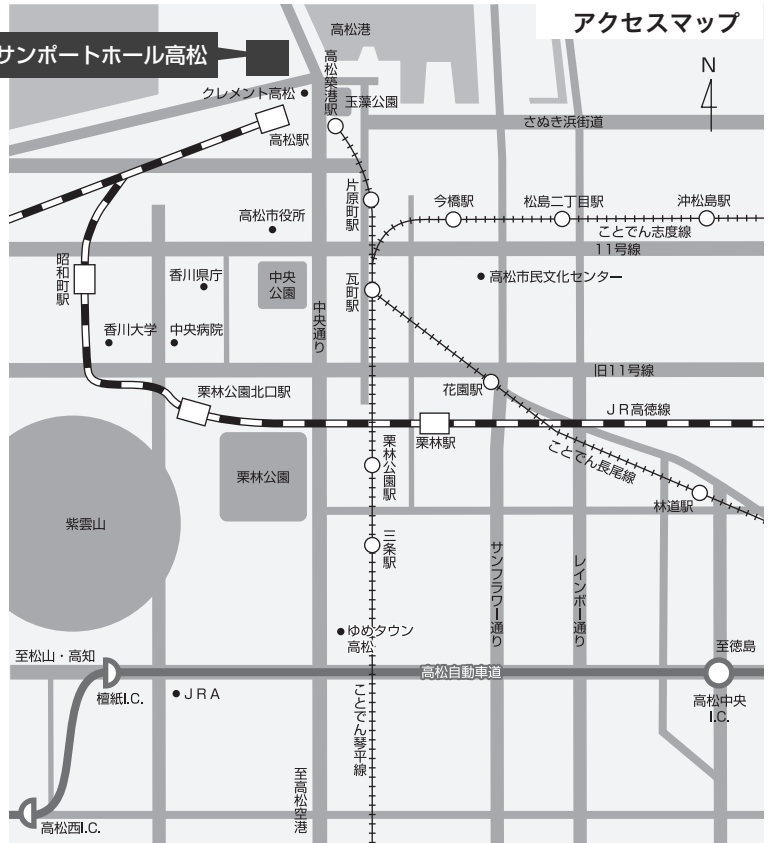 アクセスマップ
高松港
サンポートホール高松
N
高松築港駅
クレメント高松
玉藻公園
さぬき浜街道
高松駅
片原町駅
今橋駅
松島二丁目駅
沖松島駅
高松市役所
ことでん志度線
11号線
昭和町駅
香川県庁
中央
公園
瓦町駅
高松市民文化センター
中央通り
香川大学
中央病院
旧11号線
花園駅
栗林公園北口駅
JR高徳線
栗林駅
ことでん長尾線
栗林公園
栗林公園駅
林道駅
紫雲山
三条駅
サンフラワー通り
レインボー通り
ゆめタウン
高松
至松山・高知
至徳島
高松自動車道
檀紙I.C.
JRA
高松中央
I.C.
ことでん琴平線
至高松空港
高松西I.C.